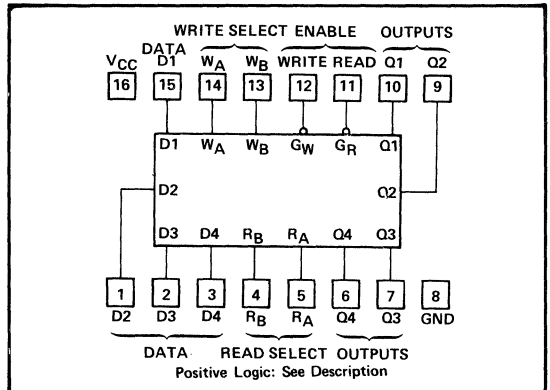 WRITE SELECT ENABLE OUTPUTS
DATA
VCC D1 WA WB WRITE READ Q1 Q2
16 15 14 13 12 11 10 9
D1 WA WB GW GR Q1
D2 Q2
D3 D4 RB RA Q4 Q3
1 2 3 4 5 6 7 8
D2 D3 D4 RB RA Q4 Q3 GND
DATA READ SELECT OUTPUTS
Positive Logic: See Description